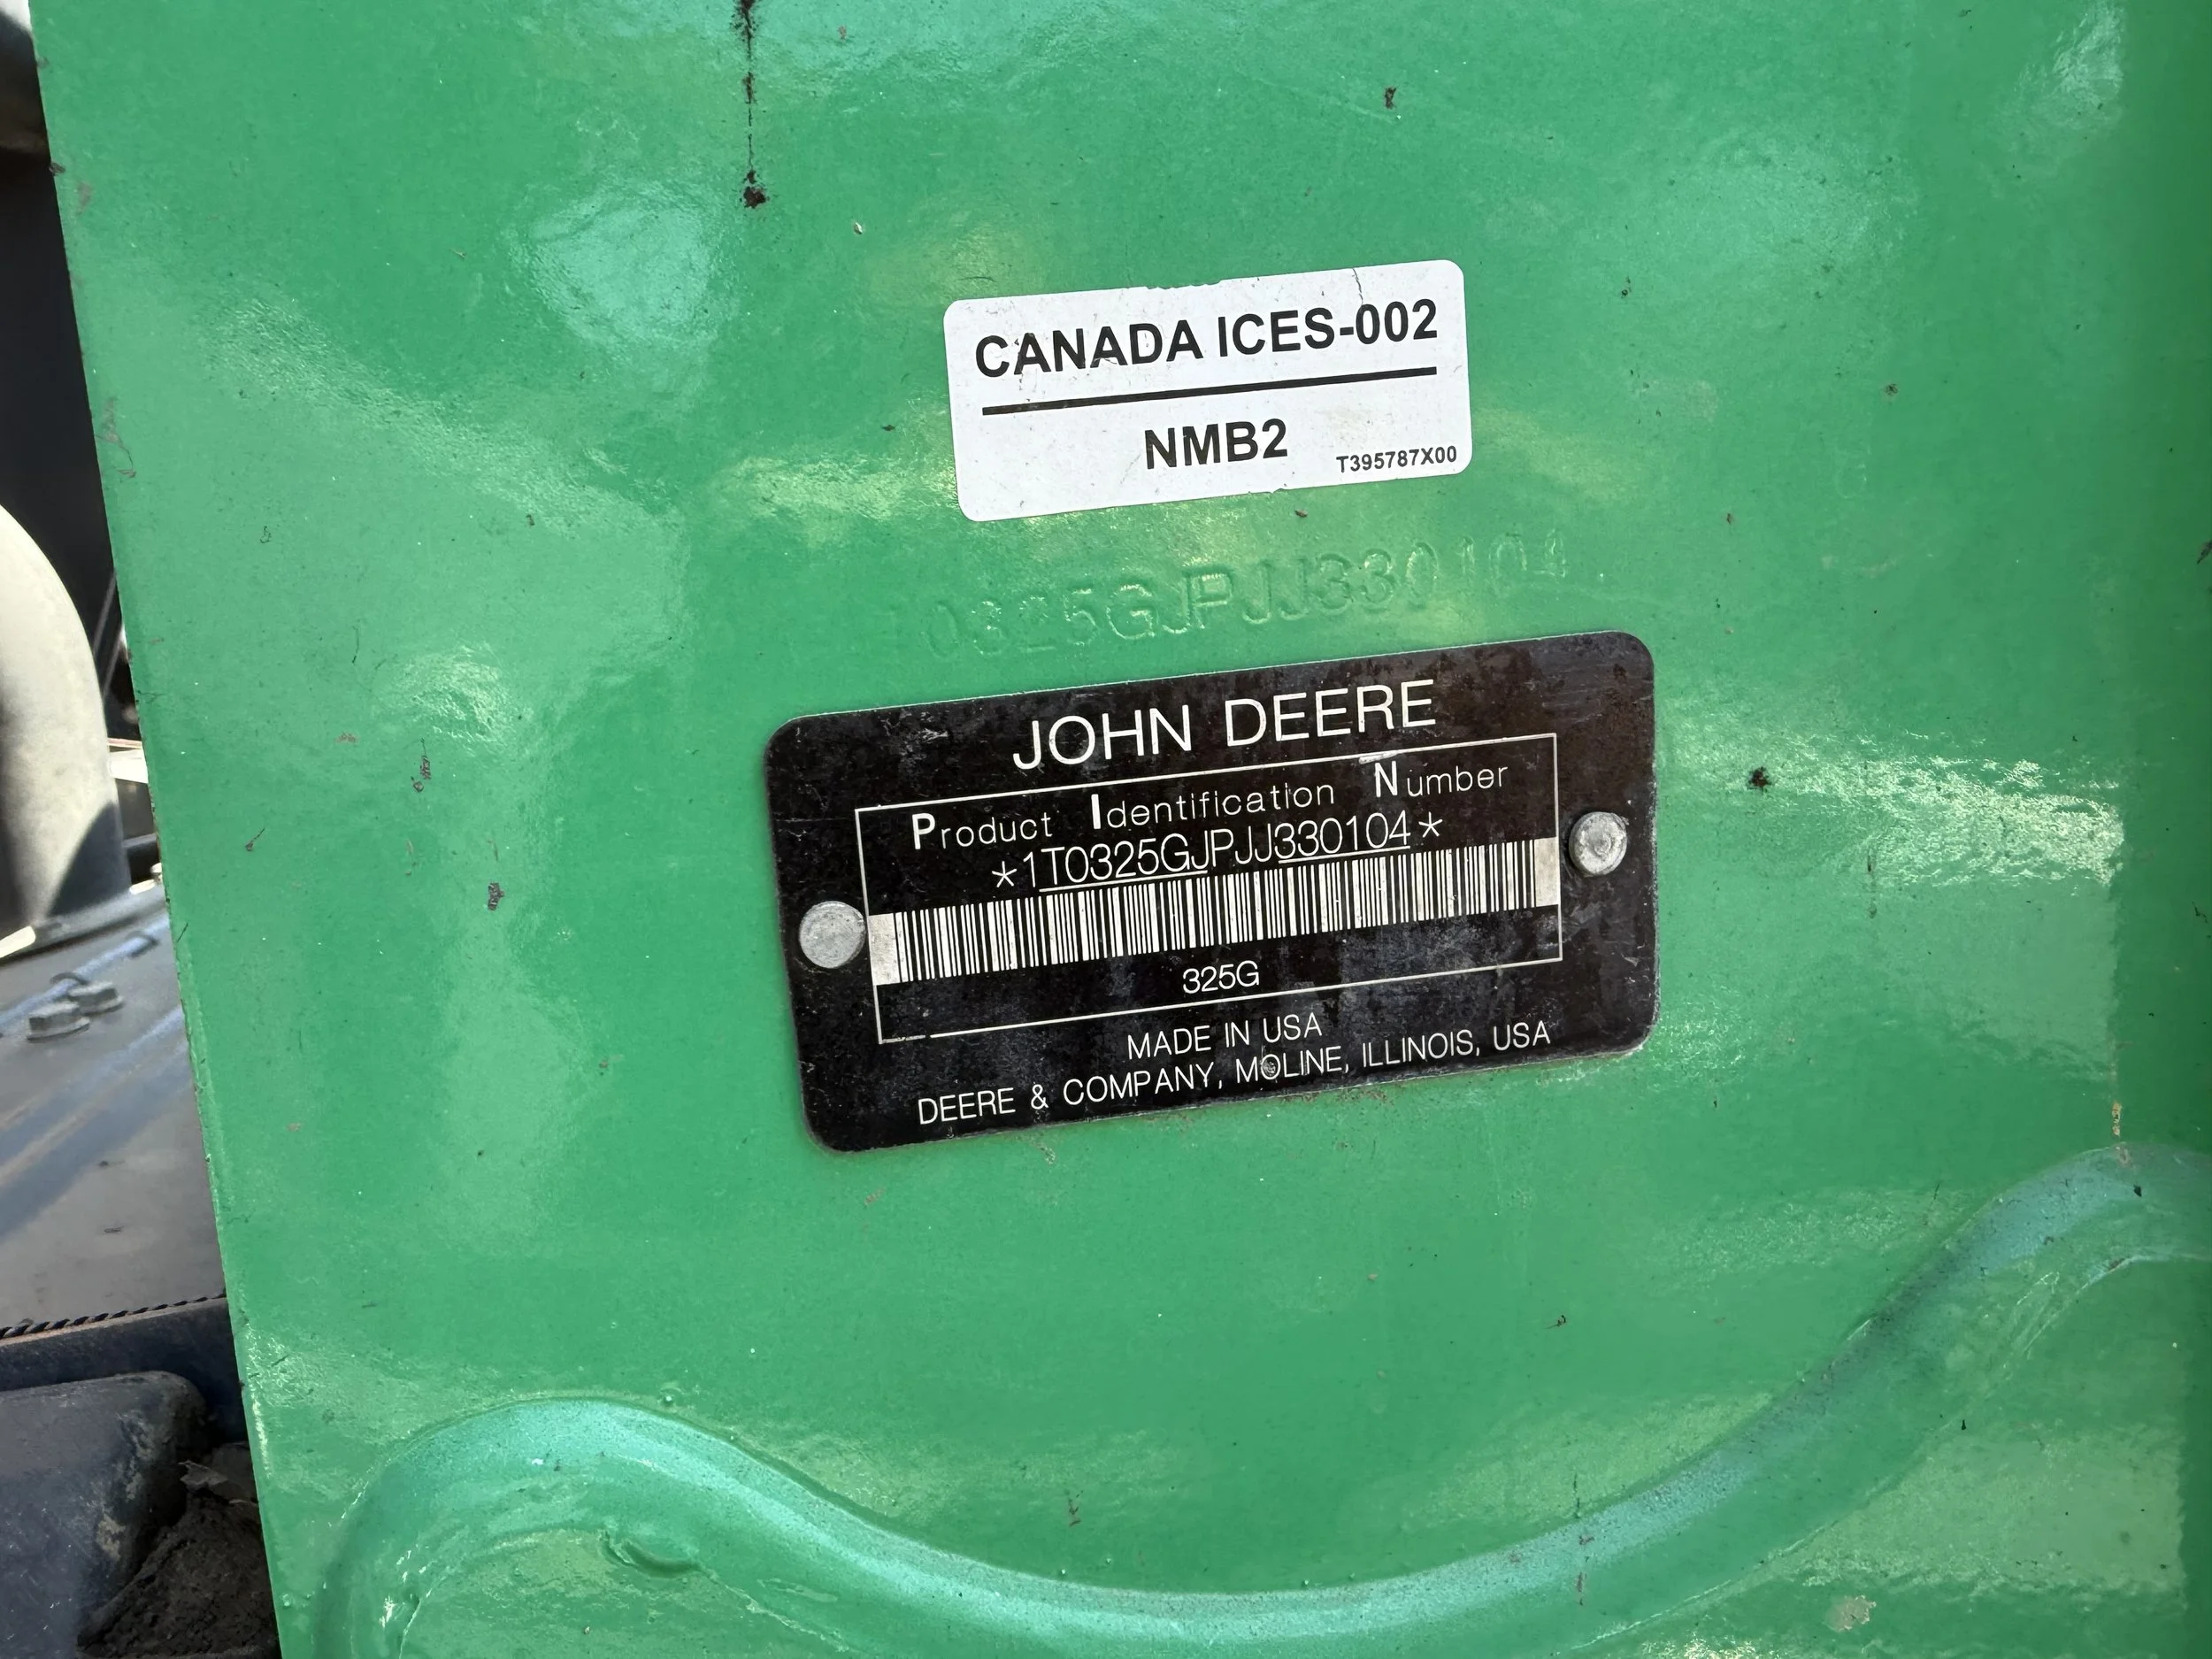 CANADA ICES-002
NMB2
T395787X00
T0325GJPJJ330104
JOHN DEERE
Product Identification Number
*1T0325GJPJJ330104*
325G
MADE IN USA
DEERE & COMPANY, MOLINE, ILLINOIS, USA